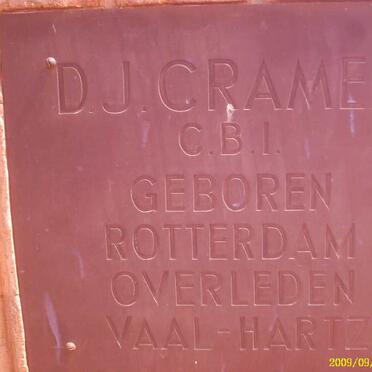 D.J. CRAME
C.B.I.
GEBOREN
ROTTERDAM
OVERLEDEN
VAAL-HARTZ
2009/09/